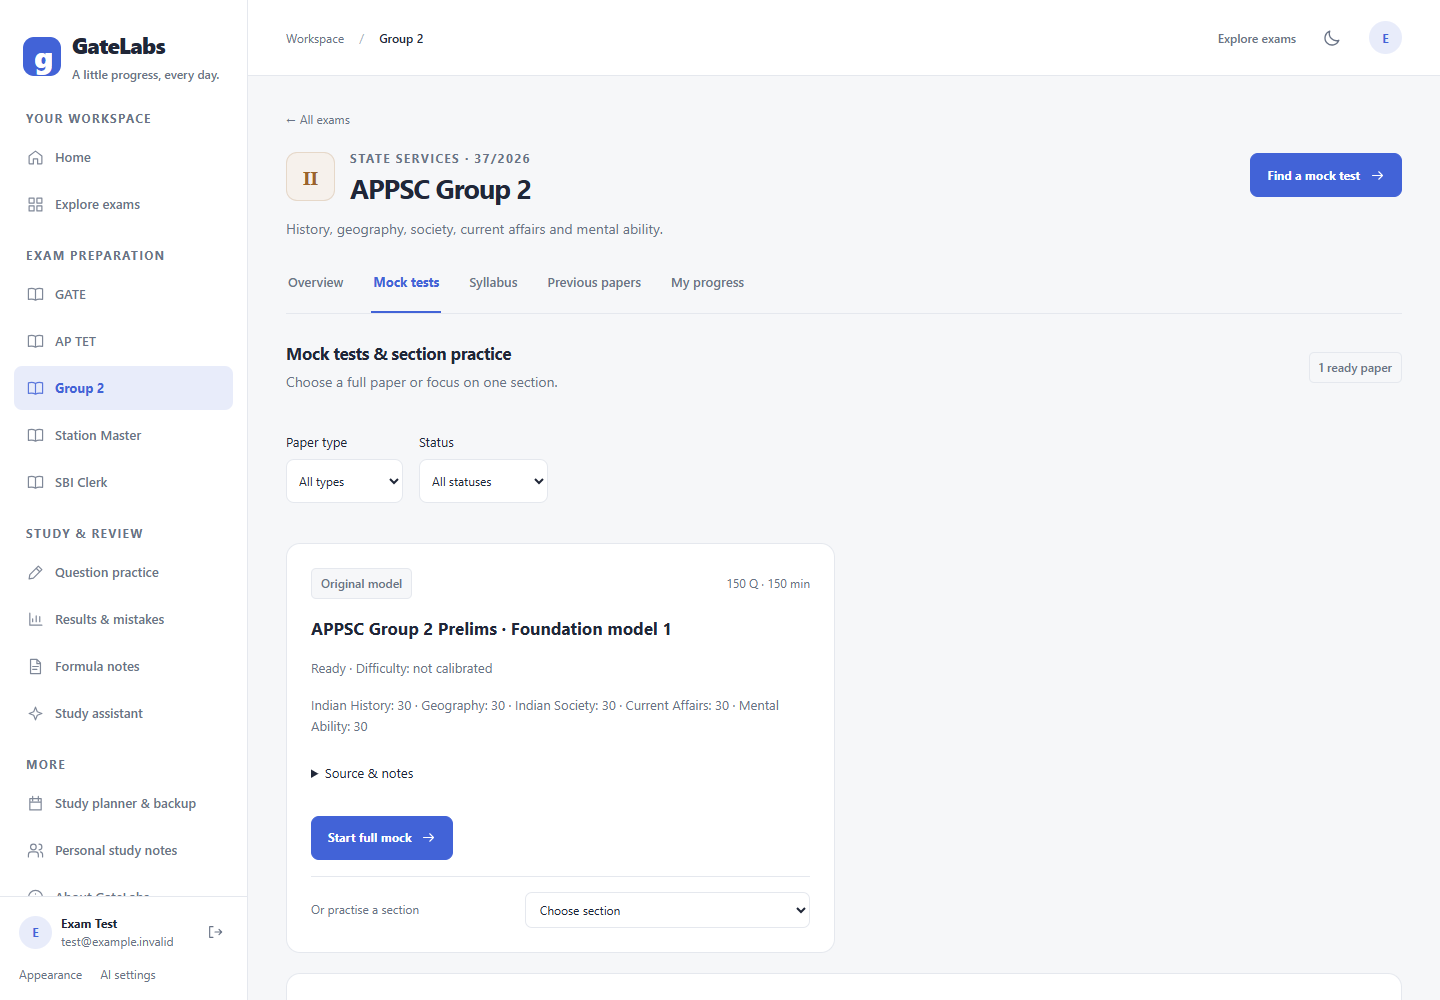 g
GateLabs
A little progress, every day.
YOUR WORKSPACE
Home
Explore exams
EXAM PREPARATION
GATE
AP TET
Group 2
Station Master
SBI Clerk
STUDY & REVIEW
Question practice
Results & mistakes
Formula notes
Study assistant
MORE
Study planner & backup
Personal study notes
About GateLabs
E
Exam Test
test@example.invalid
Appearance
AI settings
Workspace / Group 2
Explore exams
E
← All exams
II
STATE SERVICES · 37/2026
APPSC Group 2
Find a mock test →
History, geography, society, current affairs and mental ability.
Overview
Mock tests
Syllabus
Previous papers
My progress
Mock tests & section practice
Choose a full paper or focus on one section.
1 ready paper
Paper type
All types
Status
All statuses
Original model
150 Q · 150 min
APPSC Group 2 Prelims · Foundation model 1
Ready · Difficulty: not calibrated
Indian History: 30 · Geography: 30 · Indian Society: 30 · Current Affairs: 30 · Mental
Ability: 30
Source & notes
Start full mock →
Or practise a section
Choose section